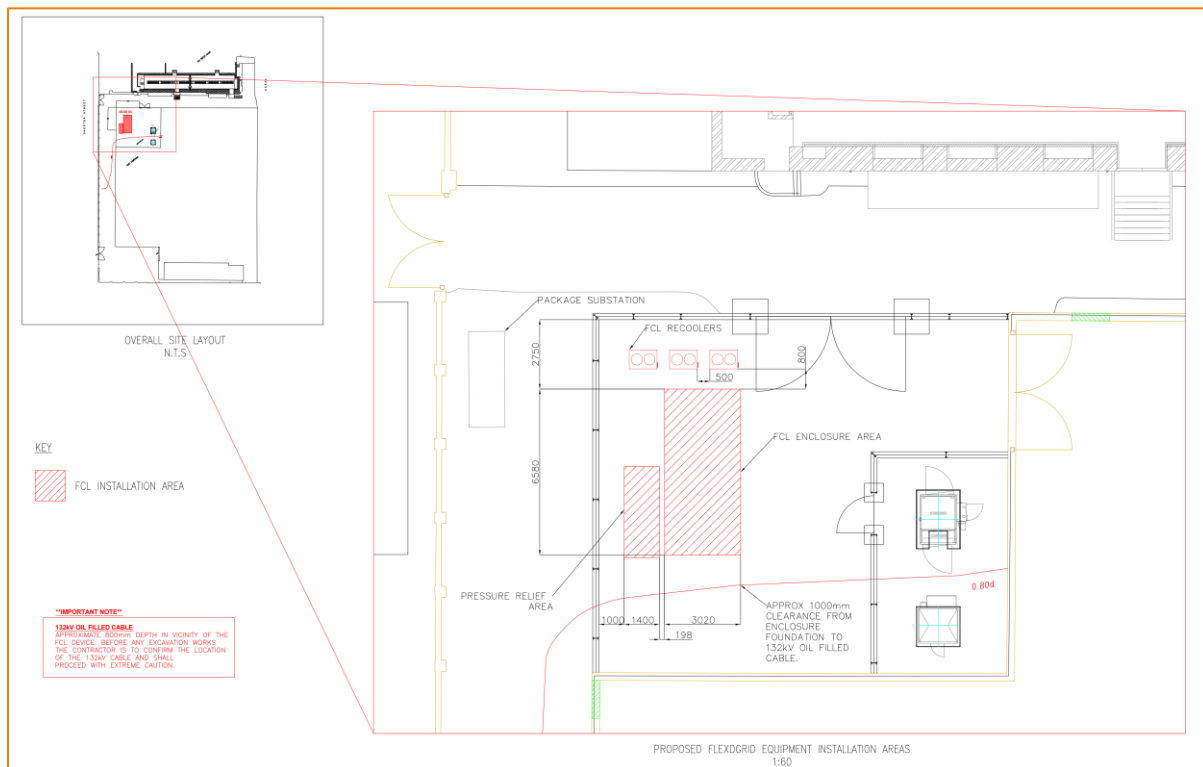 OVERALL SITE LAYOUT
N.T.S
KEY
FCL INSTALLATION AREA
**IMPORTANT NOTE**
132kV OIL FILLED CABLE
APPROXIMATE 800mm DEPTH IN VICINITY OF THE
FCL DEVICE. BEFORE ANY EXCAVATION WORKS
THE CONTRACTOR IS TO CONFIRM THE LOCATION
OF THE 132kV CABLE AND SHALL
PROCEED WITH EXTREME CAUTION.
PACKAGE SUBSTATION
FCL RECOOLERS
2750
800
500
FCL ENCLOSURE AREA
6580
PRESSURE RELIEF
AREA
1000
1400
3020
198
APPROX 1000mm
CLEARANCE FROM
ENCLOSURE
FOUNDATION TO
132kV OIL FILLED
CABLE.
0.804
PROPOSED FLEXDGRID EQUIPMENT INSTALLATION AREAS
1:60